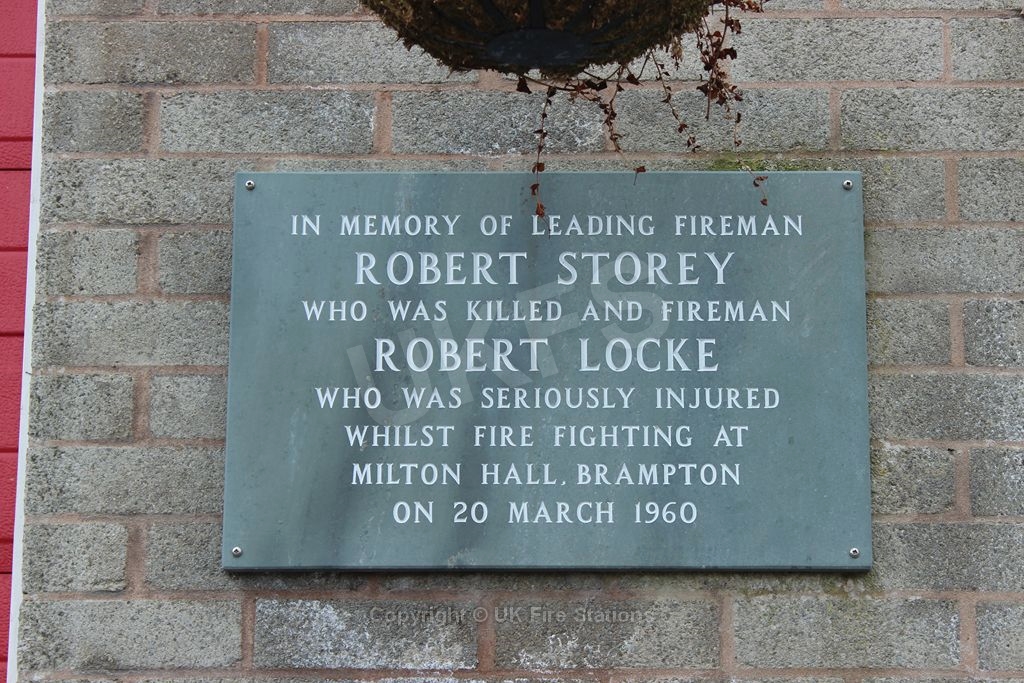 IN MEMORY OF LEADING FIREMAN
ROBERT STOREY
WHO WAS KILLED AND FIREMAN
ROBERT LOCKE
WHO WAS SERIOUSLY INJURED
WHILST FIRE FIGHTING AT
MILTON HALL, BRAMPTON
ON 20 MARCH 1960
UKFS
Copyright © UK Fire Stations